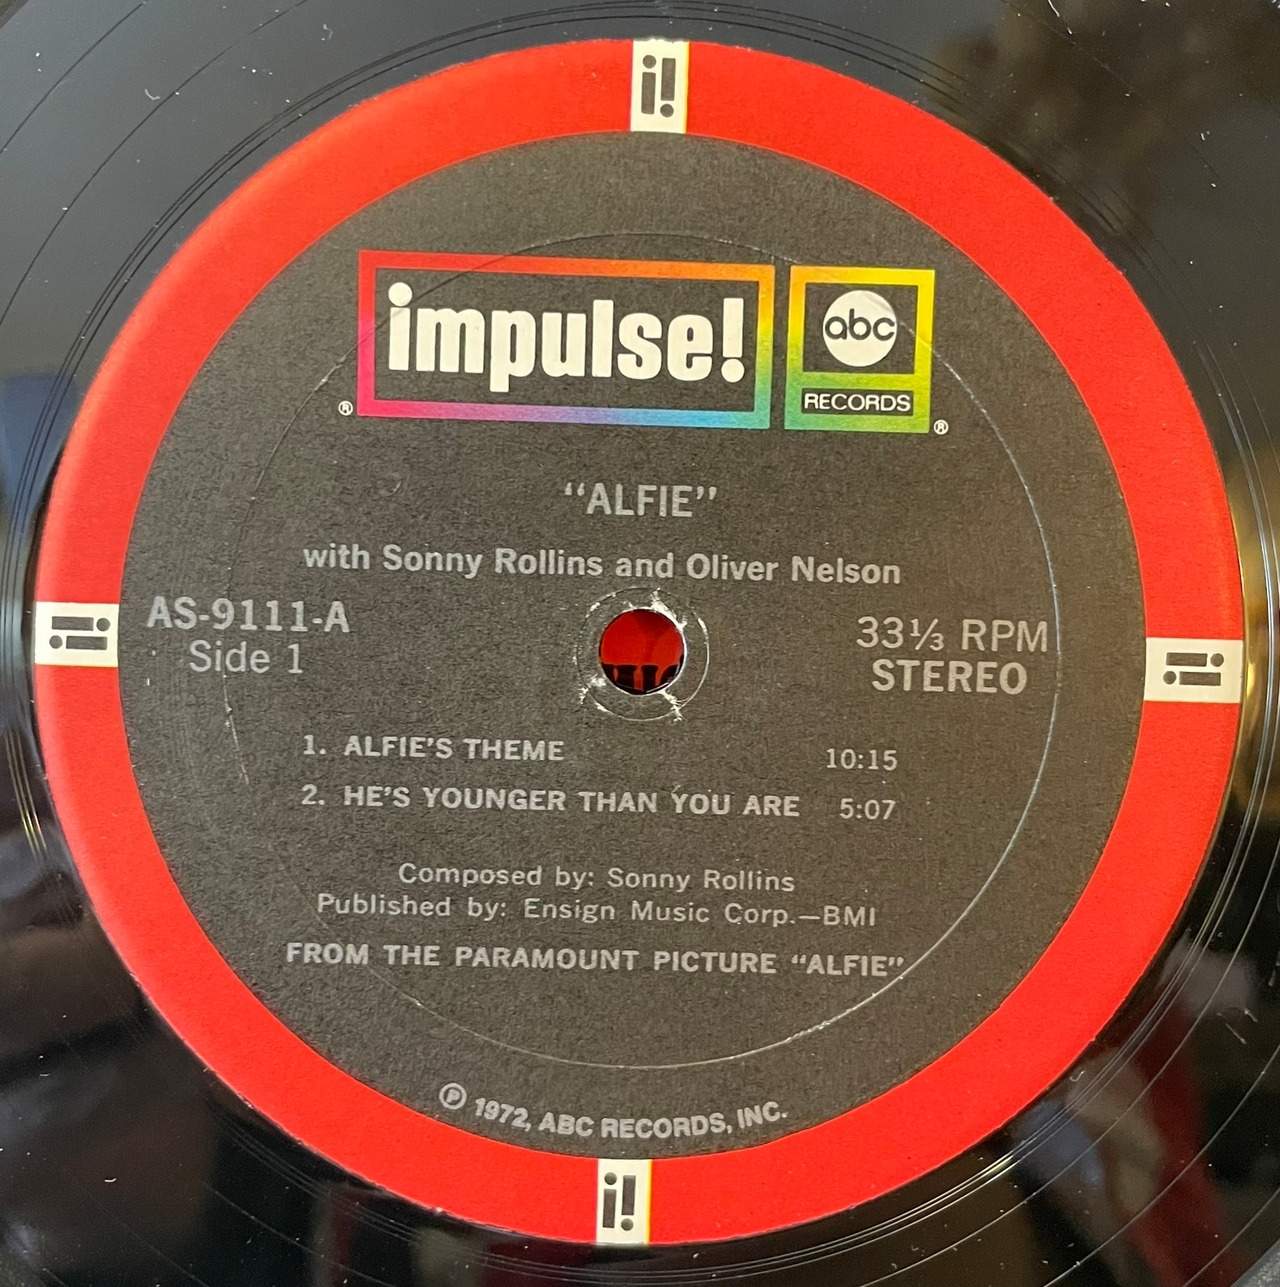 i!
impulse!
abc
RECORDS
® ®
"ALFIE"
with Sonny Rollins and Oliver Nelson
AS-9111-A
Side 1
33⅓ RPM
STEREO
i! i!
1. ALFIE'S THEME 10:15
2. HE'S YOUNGER THAN YOU ARE 5:07
Composed by: Sonny Rollins
Published by: Ensign Music Corp.—BMI
FROM THE PARAMOUNT PICTURE "ALFIE"
℗ 1972, ABC RECORDS, INC.
i!